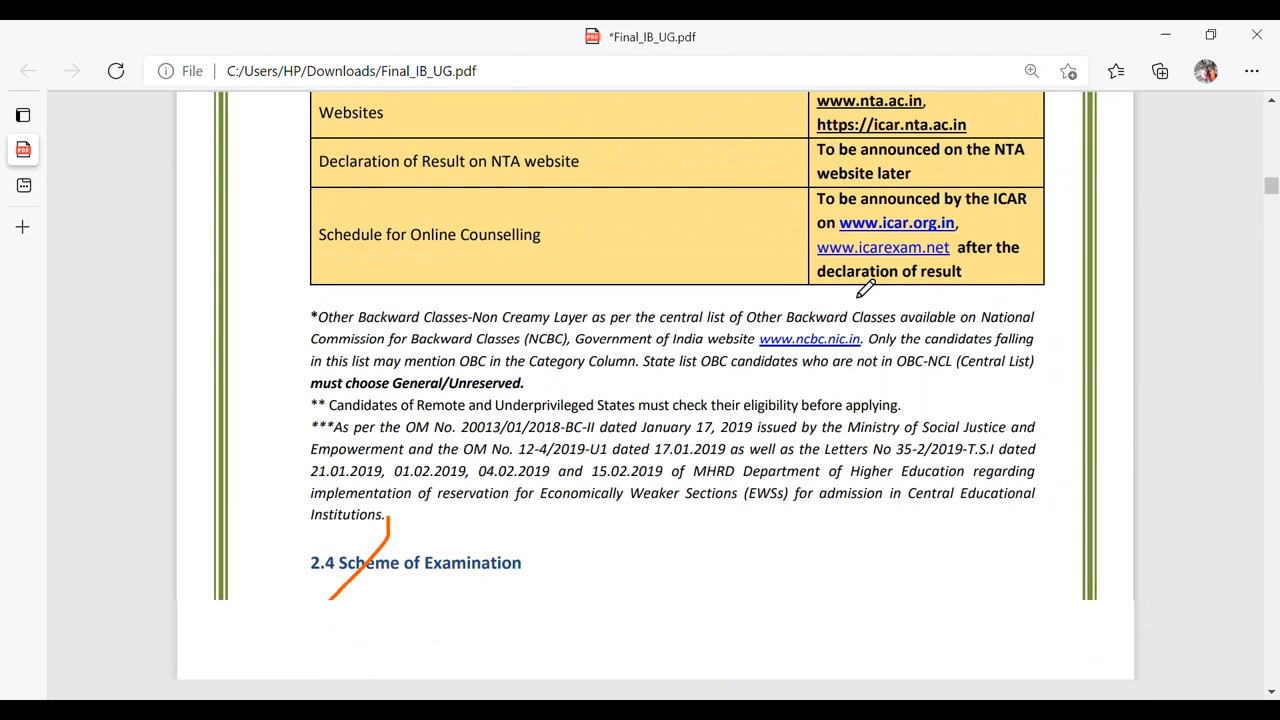 *Final_IB_UG.pdf
File | C:/Users/HP/Downloads/Final_IB_UG.pdf
Websites
www.nta.ac.in,
https://icar.nta.ac.in
Declaration of Result on NTA website
To be announced on the NTA
website later
Schedule for Online Counselling
To be announced by the ICAR
on www.icar.org.in,
www.icarexam.net after the
declaration of result
*Other Backward Classes-Non Creamy Layer as per the central list of Other Backward Classes available on National
Commission for Backward Classes (NCBC), Government of India website www.ncbc.nic.in. Only the candidates falling
in this list may mention OBC in the Category Column. State list OBC candidates who are not in OBC-NCL (Central List)
must choose General/Unreserved.
** Candidates of Remote and Underprivileged States must check their eligibility before applying.
***As per the OM No. 20013/01/2018-BC-II dated January 17, 2019 issued by the Ministry of Social Justice and
Empowerment and the OM No. 12-4/2019-U1 dated 17.01.2019 as well as the Letters No 35-2/2019-T.S.I dated
21.01.2019, 01.02.2019, 04.02.2019 and 15.02.2019 of MHRD Department of Higher Education regarding
implementation of reservation for Economically Weaker Sections (EWSs) for admission in Central Educational
Institutions.
2.4 Scheme of Examination